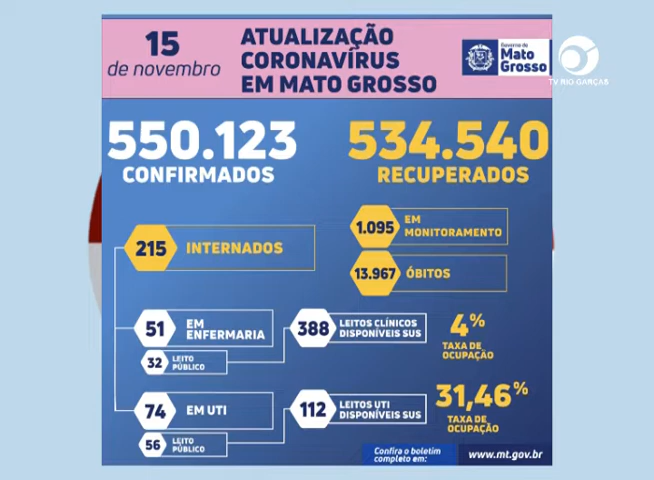 15
de novembro
ATUALIZAÇÃO
CORONAVÍRUS
EM MATO GROSSO
Governo de
Mato
Grosso
TV RIO GARÇAS
550.123
CONFIRMADOS
534.540
RECUPERADOS
215 INTERNADOS
1.095 EM
MONITORAMENTO
13.967 ÓBITOS
51 EM
ENFERMARIA
32 LEITO
PÚBLICO
388 LEITOS CLÍNICOS
DISPONÍVEIS SUS
4%
TAXA DE
OCUPAÇÃO
74 EM UTI
56 LEITO
PÚBLICO
112 LEITOS UTI
DISPONÍVEIS SUS
31,46%
TAXA DE
OCUPAÇÃO
Confira o boletim
completo em:
www.mt.gov.br